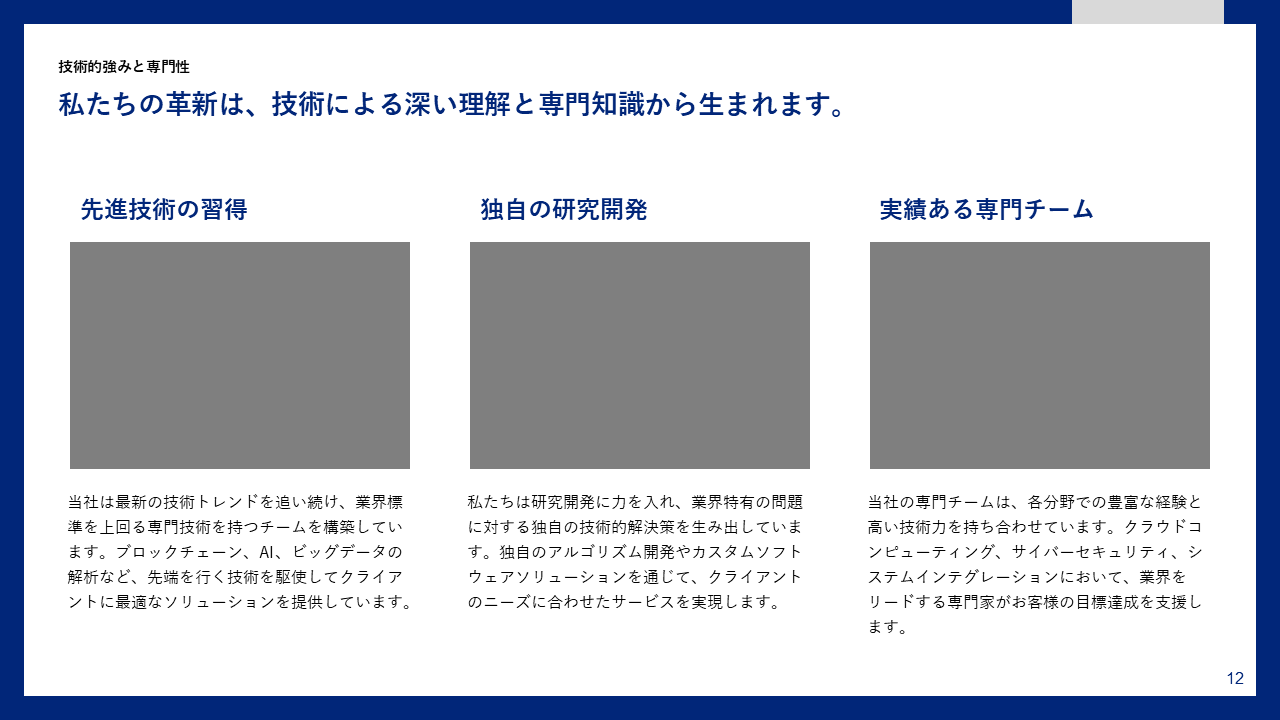 技術的強みと専門性
私たちの革新は、技術による深い理解と専門知識から生まれます。
先進技術の習得
当社は最新の技術トレンドを追い続け、業界標
準を上回る専門技術を持つチームを構築してい
ます。ブロックチェーン、AI、ビッグデータの
解析など、先端を行く技術を駆使してクライア
ントに最適なソリューションを提供しています。
独自の研究開発
私たちは研究開発に力を入れ、業界特有の問題
に対する独自の技術的解決策を生み出していま
す。独自のアルゴリズム開発やカスタムソフト
ウェアソリューションを通じて、クライアント
のニーズに合わせたサービスを実現します。
実績ある専門チーム
当社の専門チームは、各分野での豊富な経験と
高い技術力を持ち合わせています。クラウドコ
ンピューティング、サイバーセキュリティ、シ
ステムインテグレーションにおいて、業界を
リードする専門家がお客様の目標達成を支援し
ます。
12